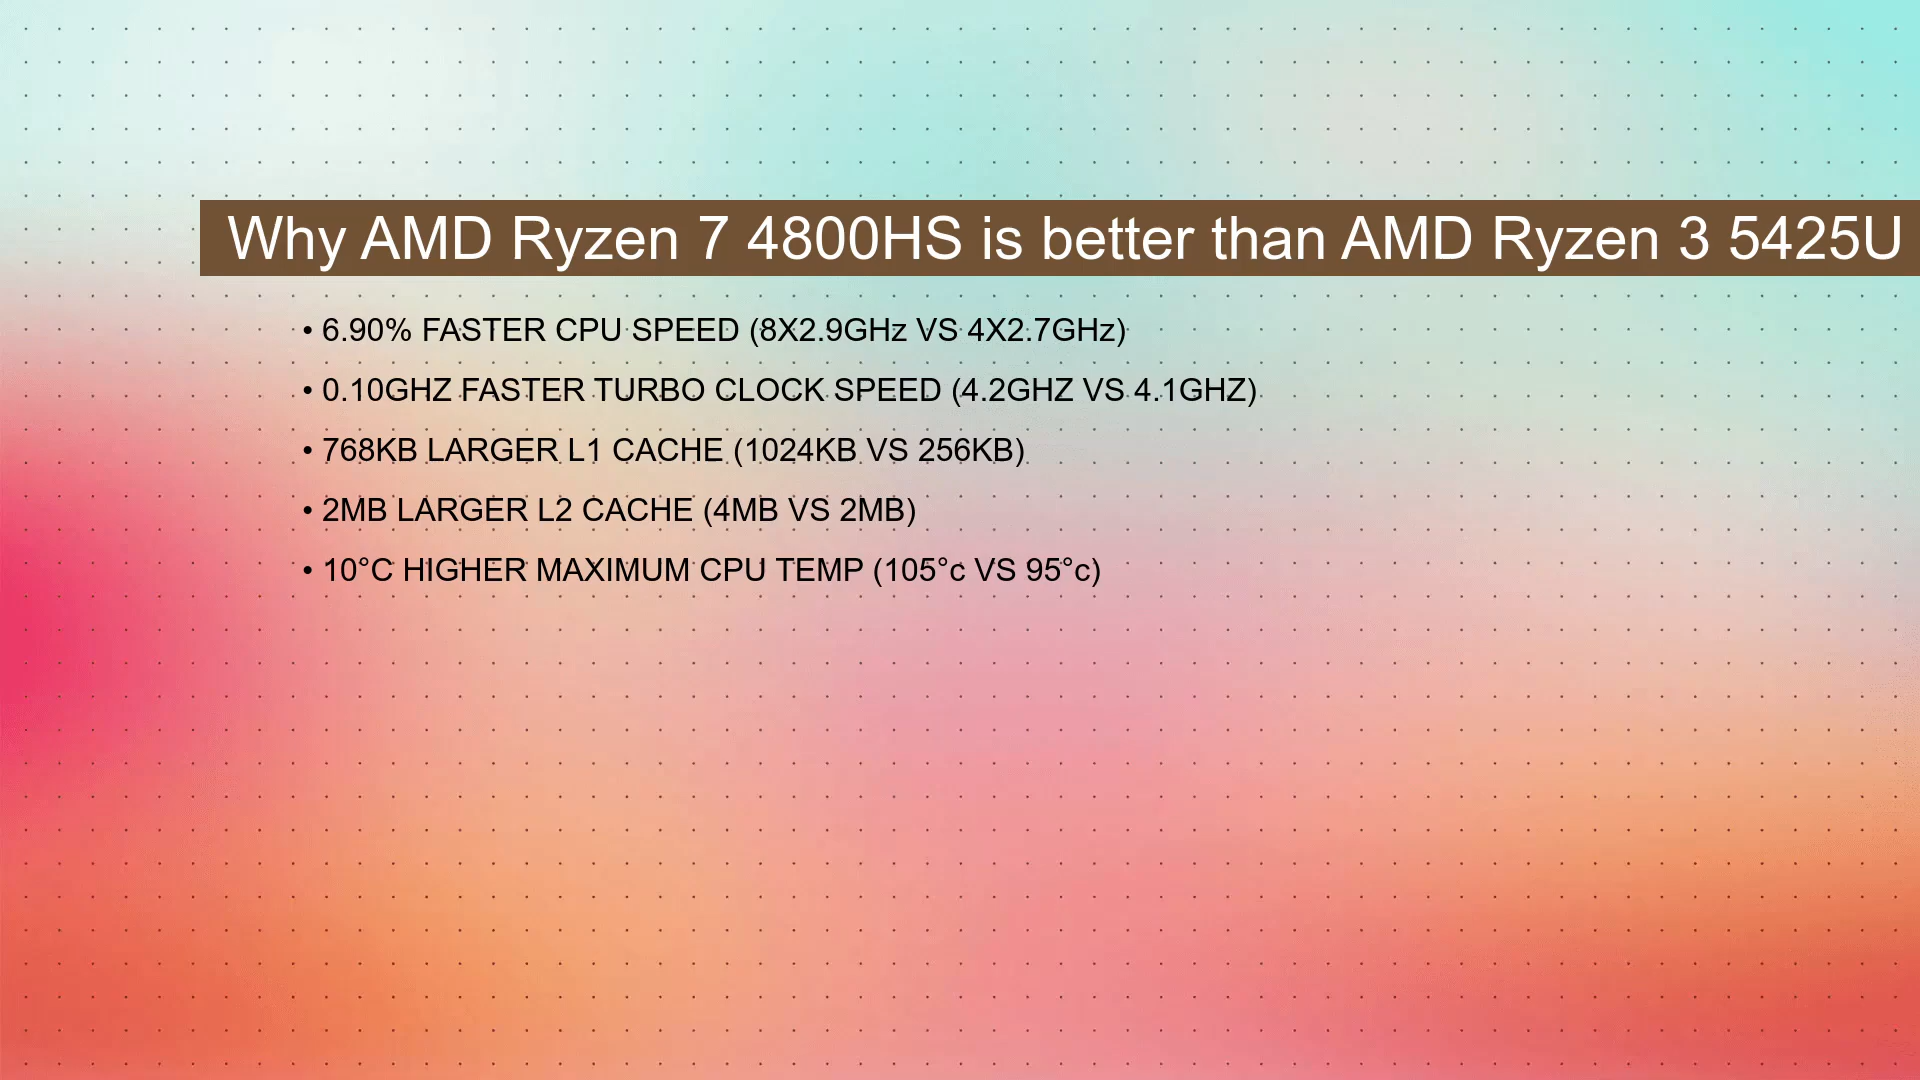 Why AMD Ryzen 7 4800HS is better than AMD Ryzen 3 5425U
• 6.90% FASTER CPU SPEED (8X2.9GHz VS 4X2.7GHz)
• 0.10GHZ FASTER TURBO CLOCK SPEED (4.2GHZ VS 4.1GHZ)
• 768KB LARGER L1 CACHE (1024KB VS 256KB)
• 2MB LARGER L2 CACHE (4MB VS 2MB)
• 10°C HIGHER MAXIMUM CPU TEMP (105°c VS 95°c)